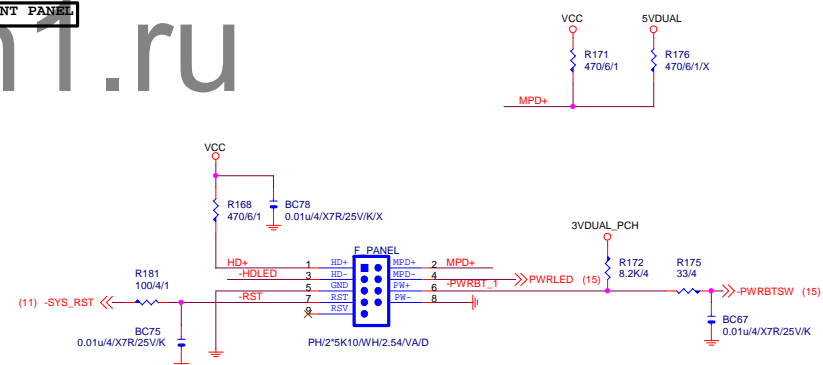 NT PANEL
n1.ru
VCC
5VDUAL
R171
470/6/1
R176
470/6/1/X
MPD+
VCC
R168
470/6/1
BC78
0.01u/4/X7R/25V/K/X
3VDUAL_PCH
F_PANEL
HD+ 1 HD+ MPD+ 2 MPD+
-HDLED 3 HD- MPD- 4 PWRLED (15)
5 GND PW+ 6 -PWRBT_1
-RST 7 RST PW- 8
9 RSV
R181
100/4/1
(11) -SYS_RST
BC75
0.01u/4/X7R/25V/K
PH/2*5K10/WH/2.54/VA/D
R172
8.2K/4
R175
33/4
-PWRBTSW (15)
BC67
0.01u/4/X7R/25V/K